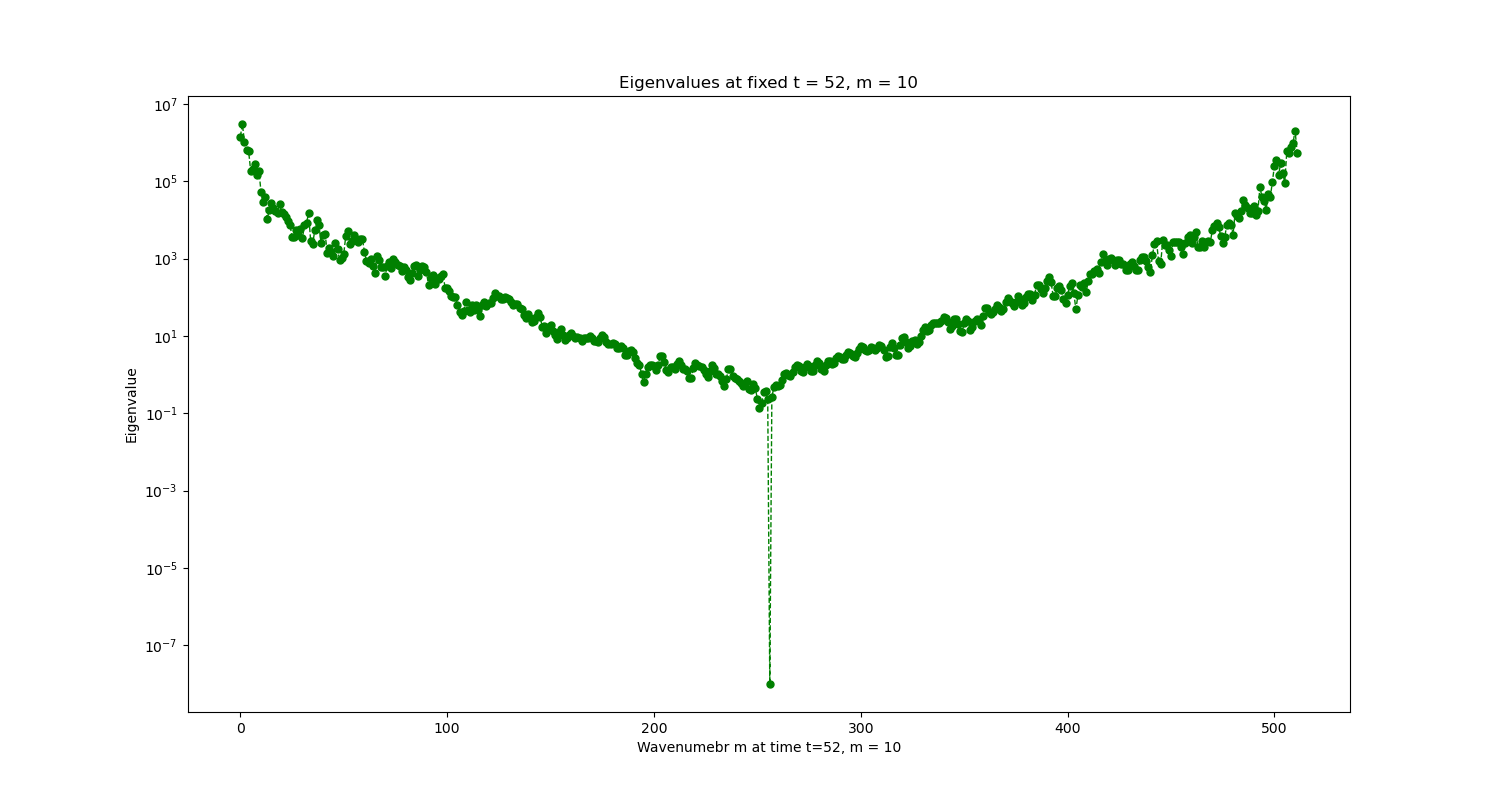 Eigenvalues at fixed t = 52, m = 10
10^7
10^5
10^3
10^1
10^-1
10^-3
10^-5
10^-7
Eigenvalue
0 100 200 300 400 500
Wavenumebr m at time t=52, m = 10